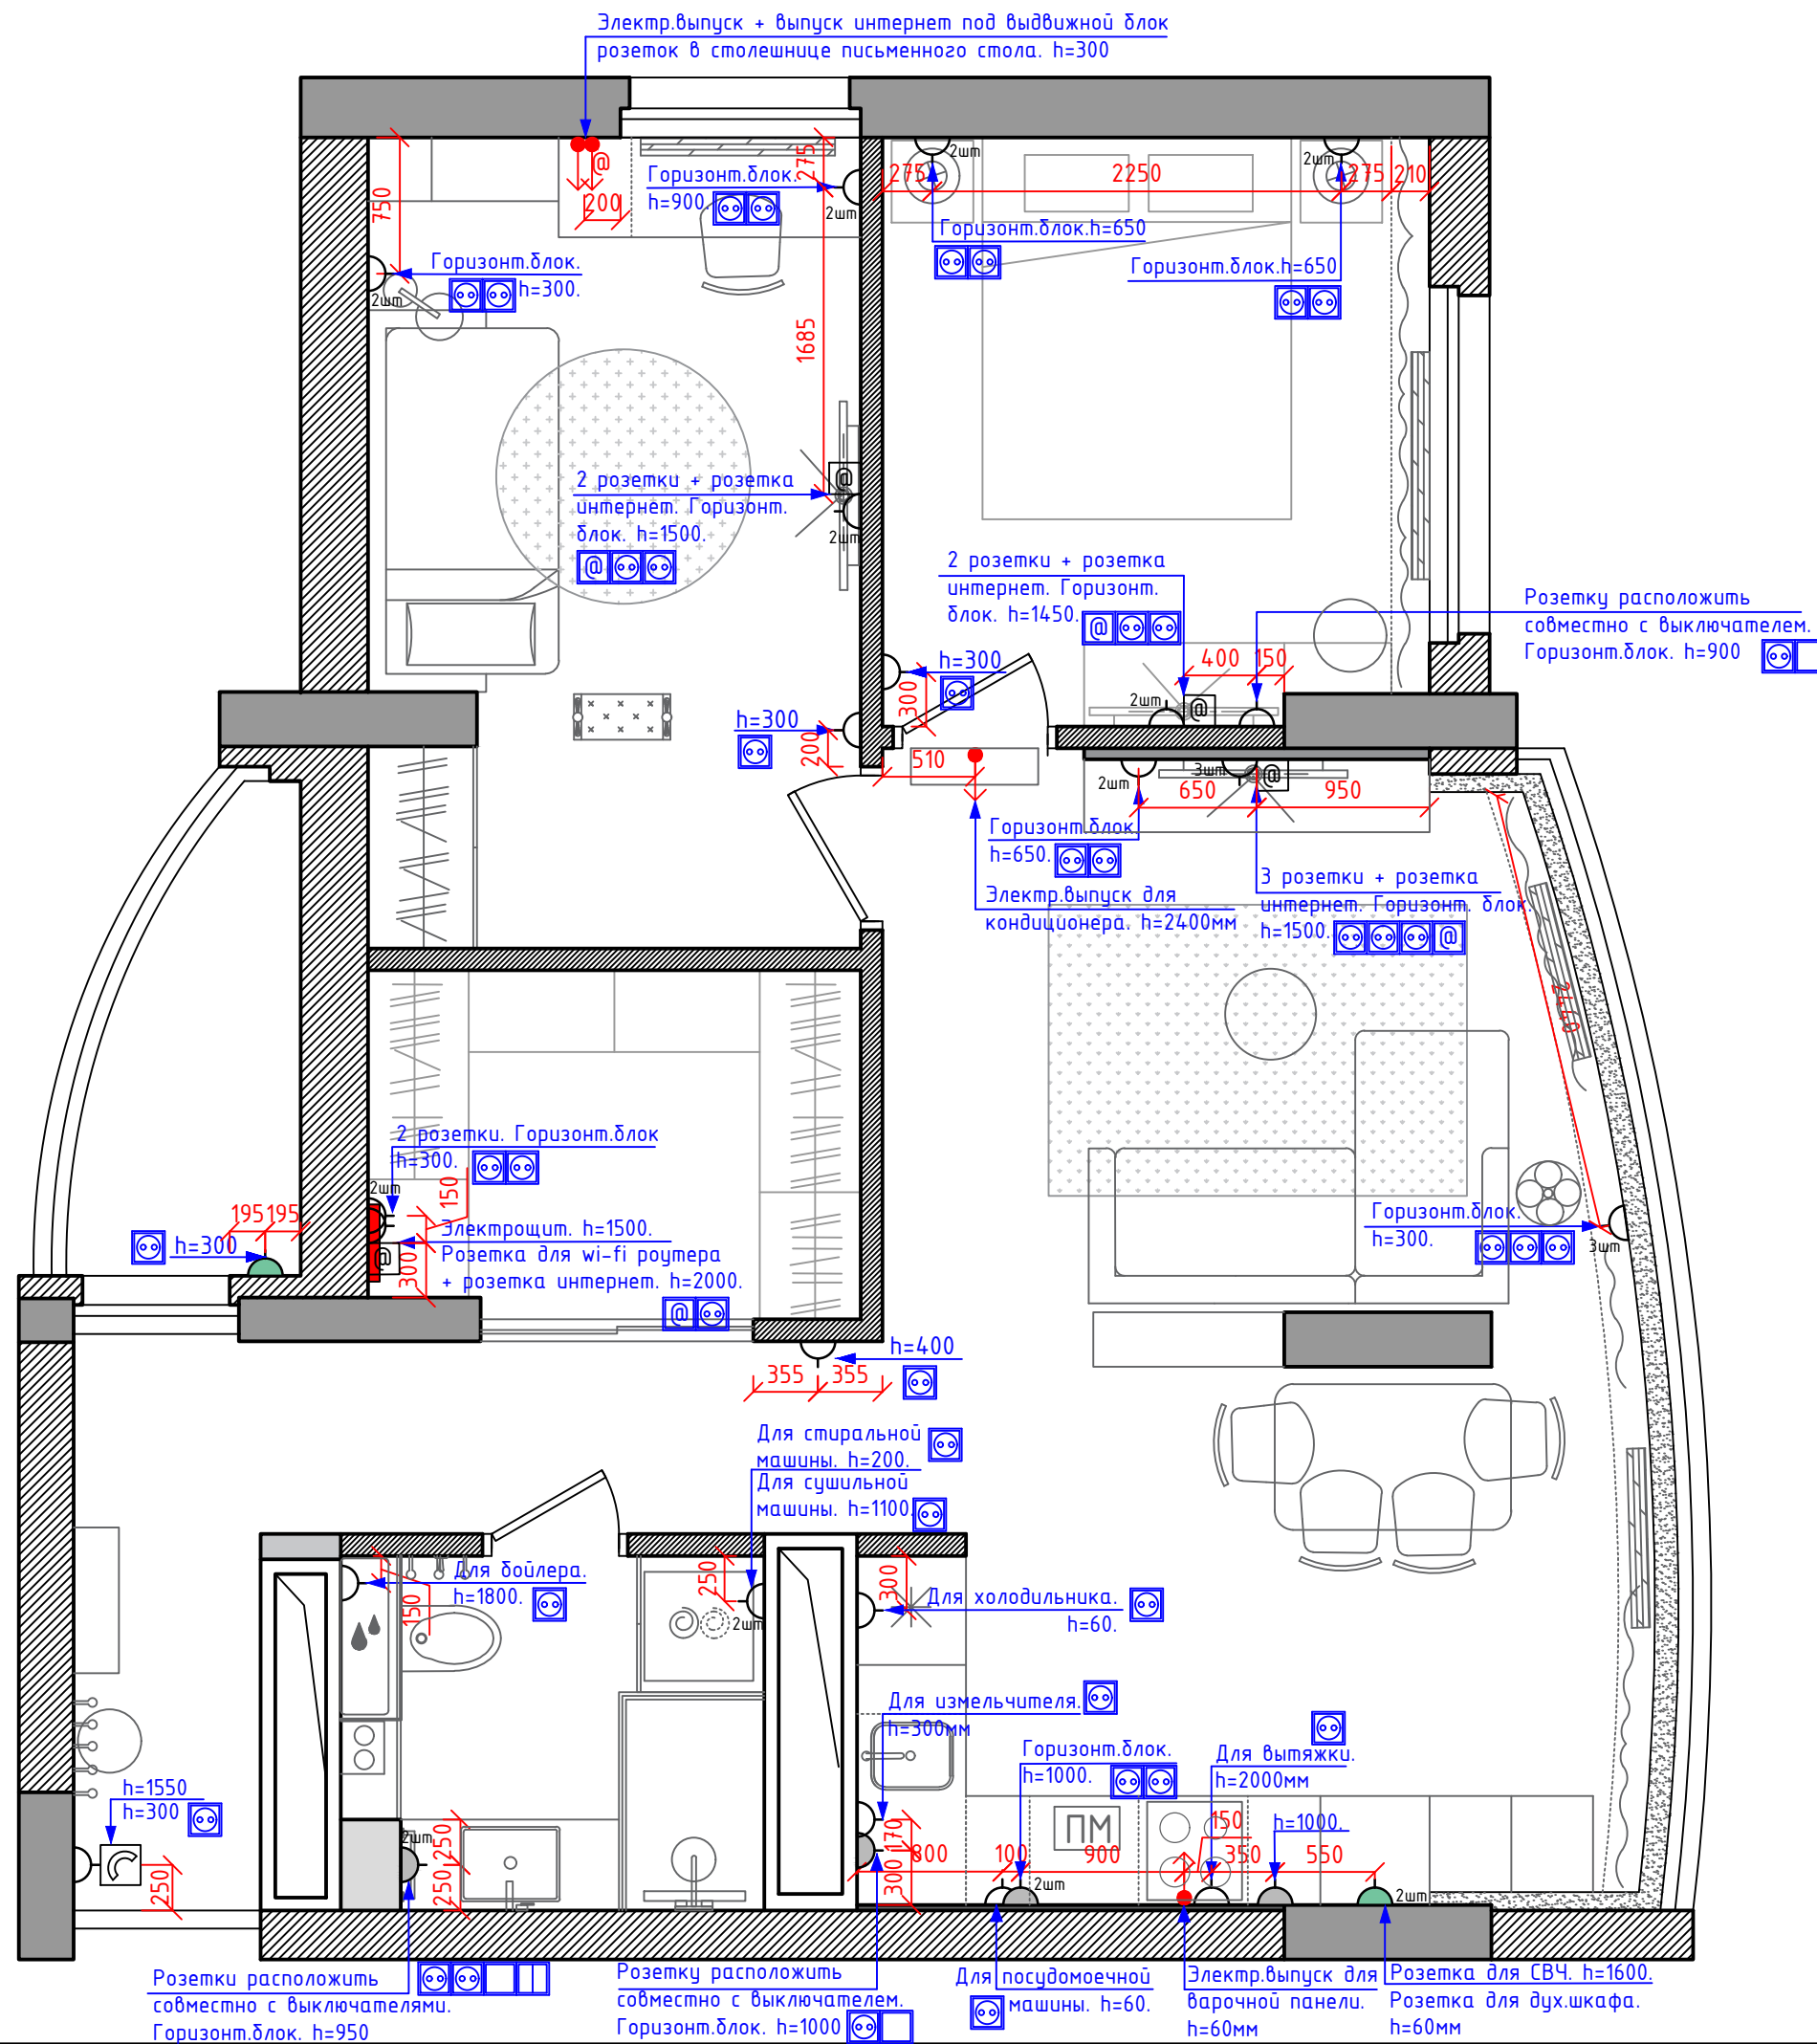 Электр.выпуск + выпуск интернет под выдвижной блок
розеток в столешнице письменного стола. h=300
@
200
750
275
Горизонт.блок.
h=900.
2шт
Горизонт.блок.
h=300.
2шт
1685
275
2250
275
210
2шт
2шт
Горизонт.блок.h=650
Горизонт.блок.h=650
2 розетки + розетка
интернет. Горизонт.
блок. h=1500.
@
@
2шт
2 розетки + розетка
интернет. Горизонт.
блок. h=1450.
@
Розетку расположить
совместно с выключателем.
Горизонт.блок. h=900
400
150
2шт
@
h=300
300
h=300
200
510
2шт
3шт
@
650
950
Горизонт.блок.
h=650.
Электр.выпуск для
кондиционера. h=2400мм
3 розетки + розетка
интернет. Горизонт. блок.
h=1500.
@
2440
2 розетки. Горизонт.блок
h=300.
2шт
150
Электрощит. h=1500.
Розетка для wi-fi роутера
+ розетка интернет. h=2000.
@
@
300
195
195
h=300
Горизонт.блок.
h=300.
3шт
h=400
355
355
Для стиральной
машины. h=200.
Для сушильной
машины. h=1100
250
2шт
Для бойлера.
h=1800.
150
300
Для холодильника.
h=60.
Для измельчителя.
h=300мм
Горизонт.блок.
h=1000.
Для вытяжки.
h=2000мм
h=1000.
ПМ
150
h=1550
h=300
250
2шт
250
250
170
300
800
100
900
350
550
2шт
2шт
Розетки расположить
совместно с выключателями.
Горизонт.блок. h=950
Розетку расположить
совместно с выключателем.
Горизонт.блок. h=1000
Для посудомоечной
машины. h=60.
Электр.выпуск для
варочной панели.
h=60мм
Розетка для СВЧ. h=1600.
Розетка для дух.шкафа.
h=60мм